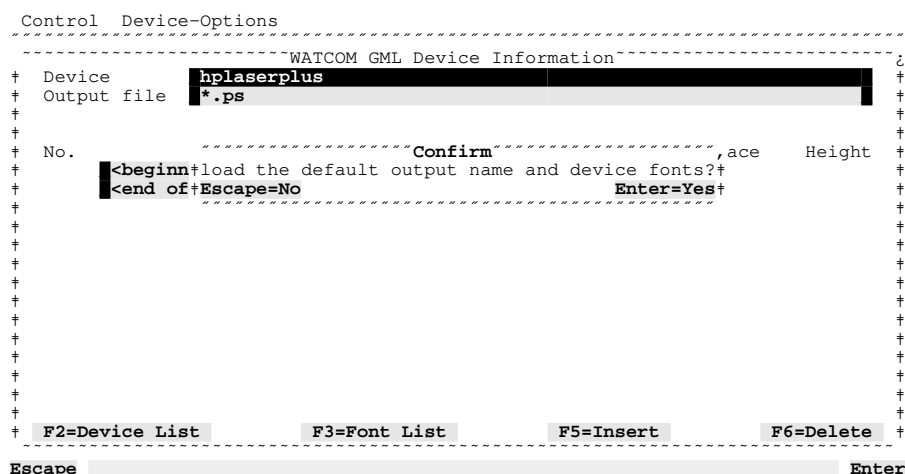 Control Device-Options
WATCOM GML Device Information
Device hplaserplus
Output file *.ps
Confirm
No. ,ace Height
<beginn load the default output name and device fonts?
<end of Escape=No Enter=Yes
F2=Device List F3=Font List F5=Insert F6=Delete
Escape Enter